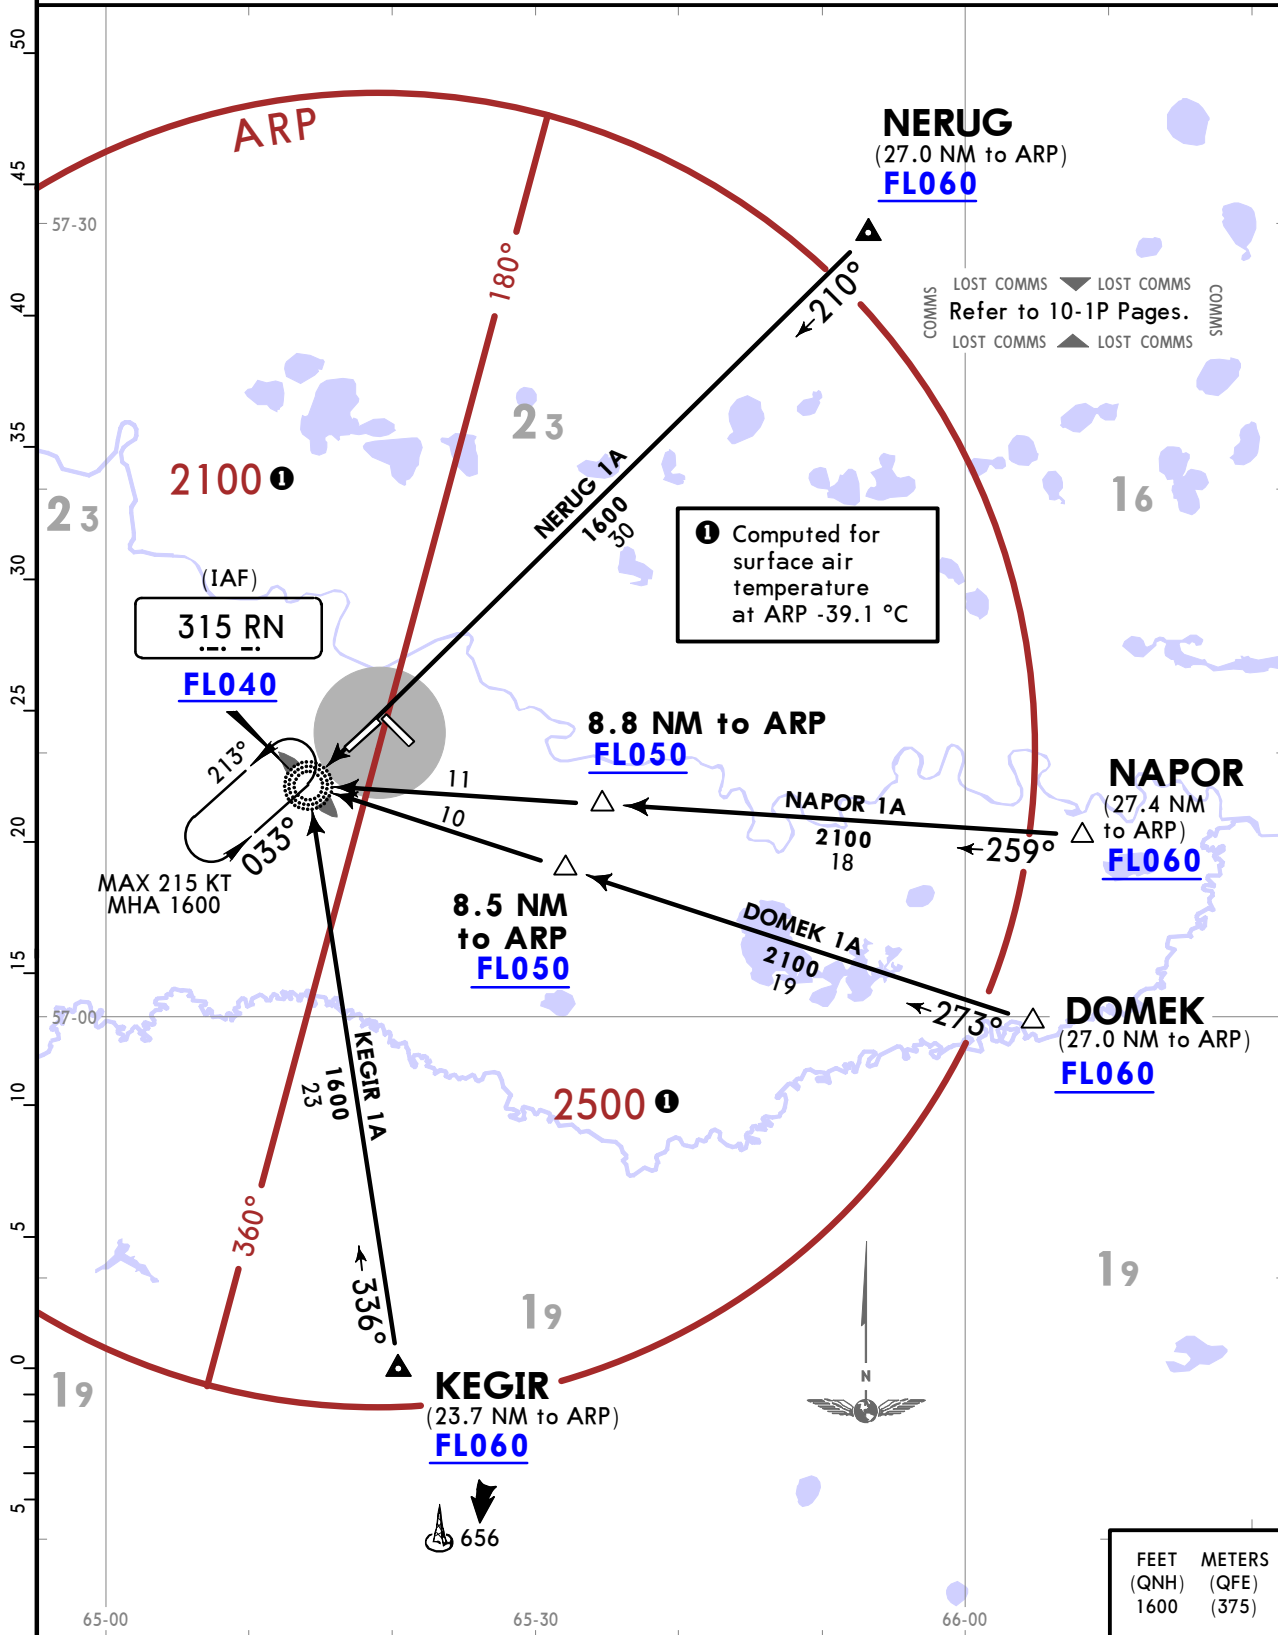 50
45
40
35
30
25
20
15
10
5
0
5
ARP
57-30
180°
NERUG
(27.0 NM to ARP)
FL060
←210°
LOST COMMS LOST COMMS
COMMS
Refer to 10-1P Pages.
COMMS
LOST COMMS LOST COMMS
23
2100 1
23
16
NERUG 1A
1600
30
1 Computed for
surface air
temperature
at ARP -39.1 °C
(IAF)
315 RN
FL040
213°
033°
MAX 215 KT
MHA 1600
8.8 NM to ARP
FL050
11
10
NAPOR 1A
2100
18
←259°
NAPOR
(27.4 NM
to ARP)
FL060
8.5 NM
to ARP
FL050
DOMEK 1A
2100
19
←273°
DOMEK
(27.0 NM to ARP)
FL060
57-00
KEGIR 1A
1600
23
2500 1
360°
←336°
19
19
19
N
KEGIR
(23.7 NM to ARP)
FL060
656
65-00
65-30
66-00
FEET METERS
(QNH) (QFE)
1600 (375)